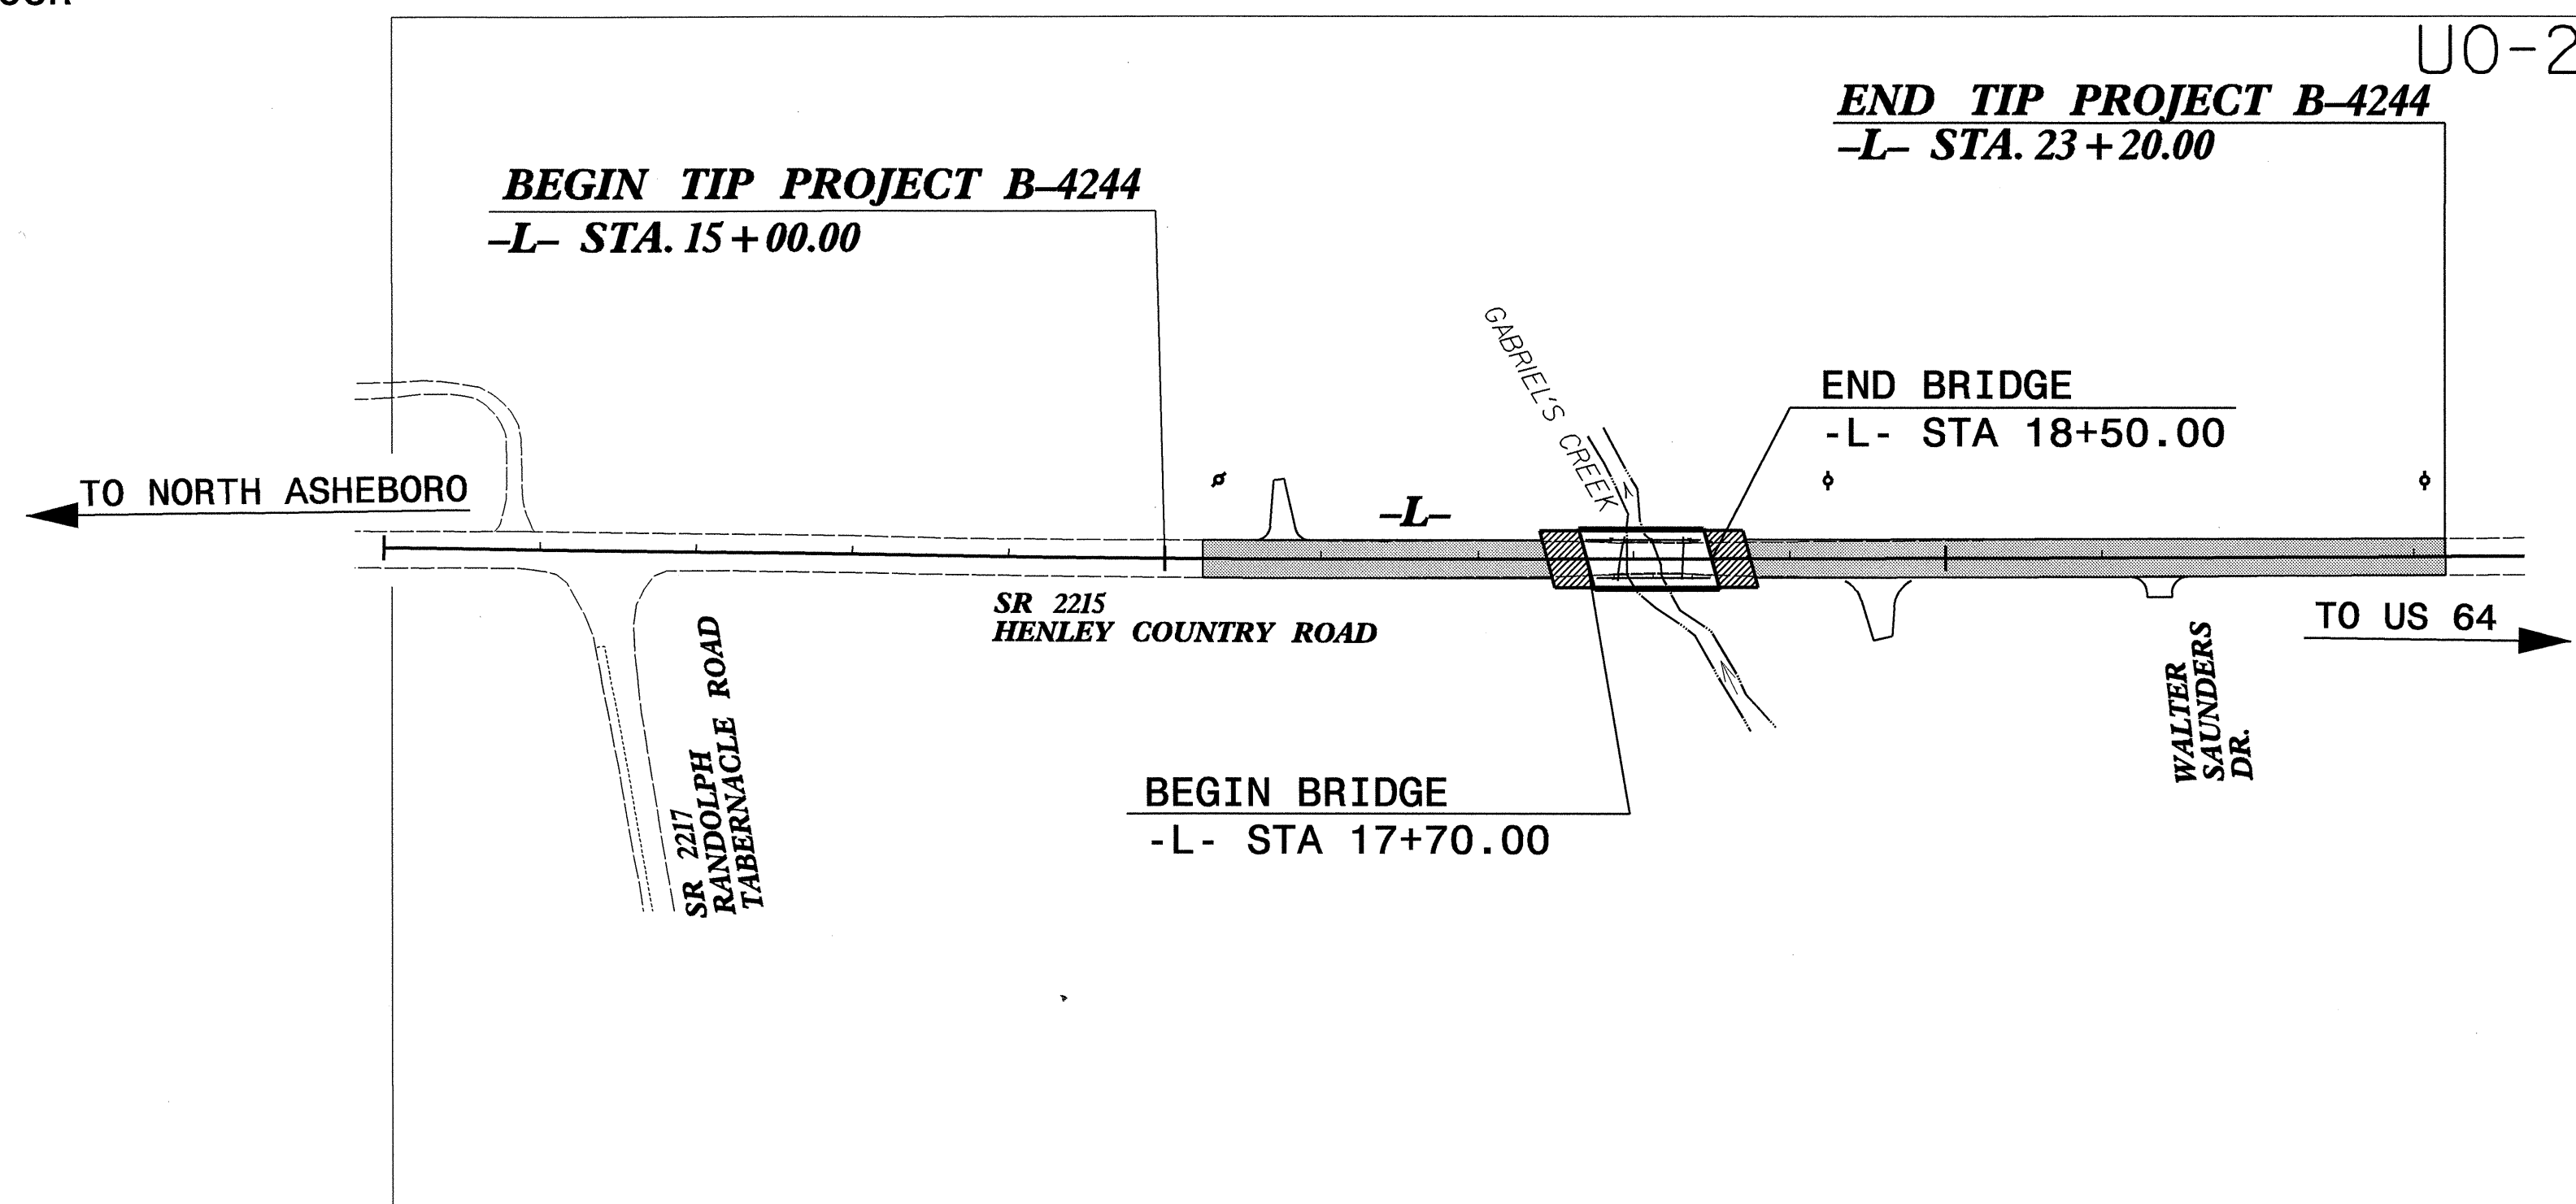 UO-2
END TIP PROJECT B–4244
–L– STA. 23+20.00
BEGIN TIP PROJECT B–4244
–L– STA. 15+00.00
GABRIEL'S CREEK
END BRIDGE
-L- STA 18+50.00
TO NORTH ASHEBORO
–L–
SR 2215
HENLEY COUNTRY ROAD
TO US 64
SR 2217
RANDOLPH
TABERNACLE ROAD
WALTER
SAUNDERS
DR.
BEGIN BRIDGE
-L- STA 17+70.00